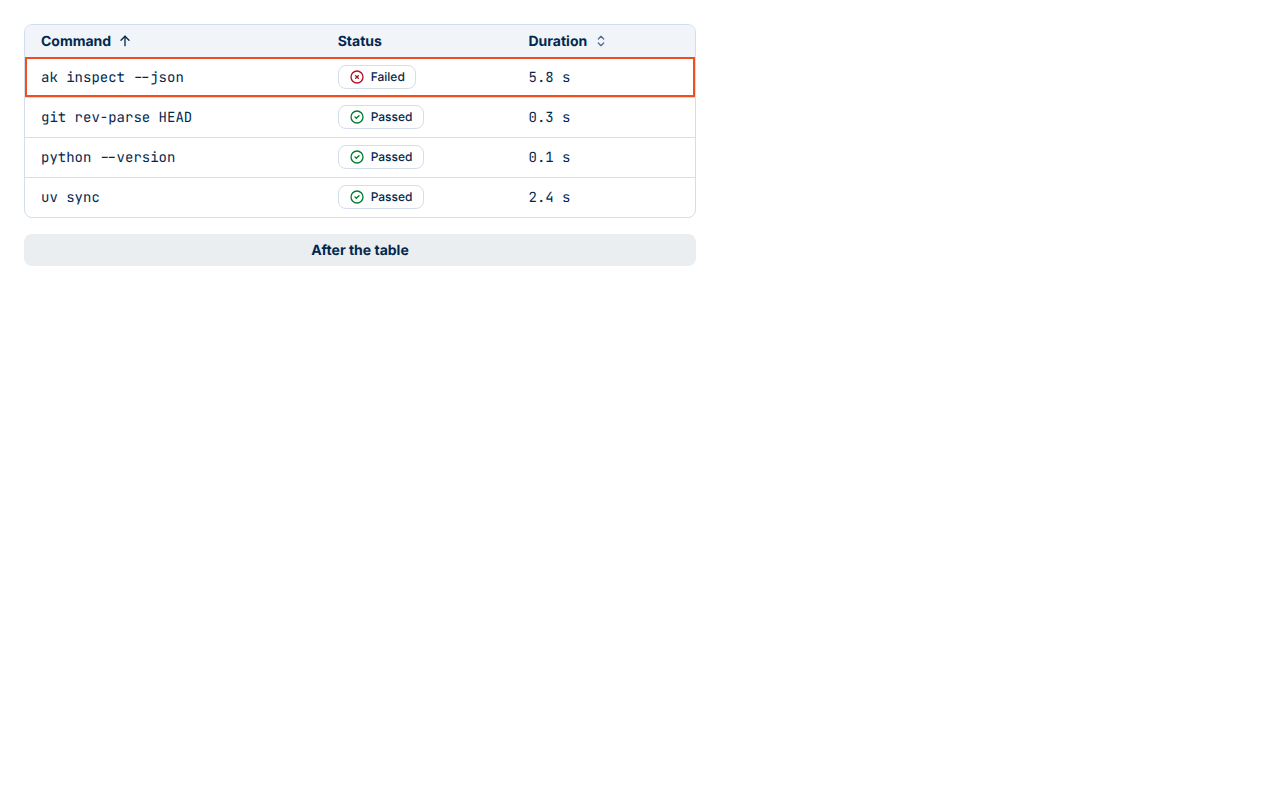 Command Status Duration
ak inspect --json Failed 5.8 s
git rev-parse HEAD Passed 0.3 s
python --version Passed 0.1 s
uv sync Passed 2.4 s
After the table